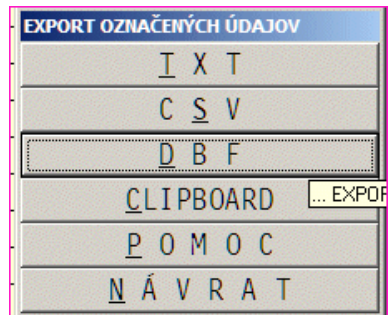 EXPORT OZNAČENÝCH ÚDAJOV
T X T
C S V
D B F
CLIPBOARD
... EXPOR
P O M O C
N Á V R A T